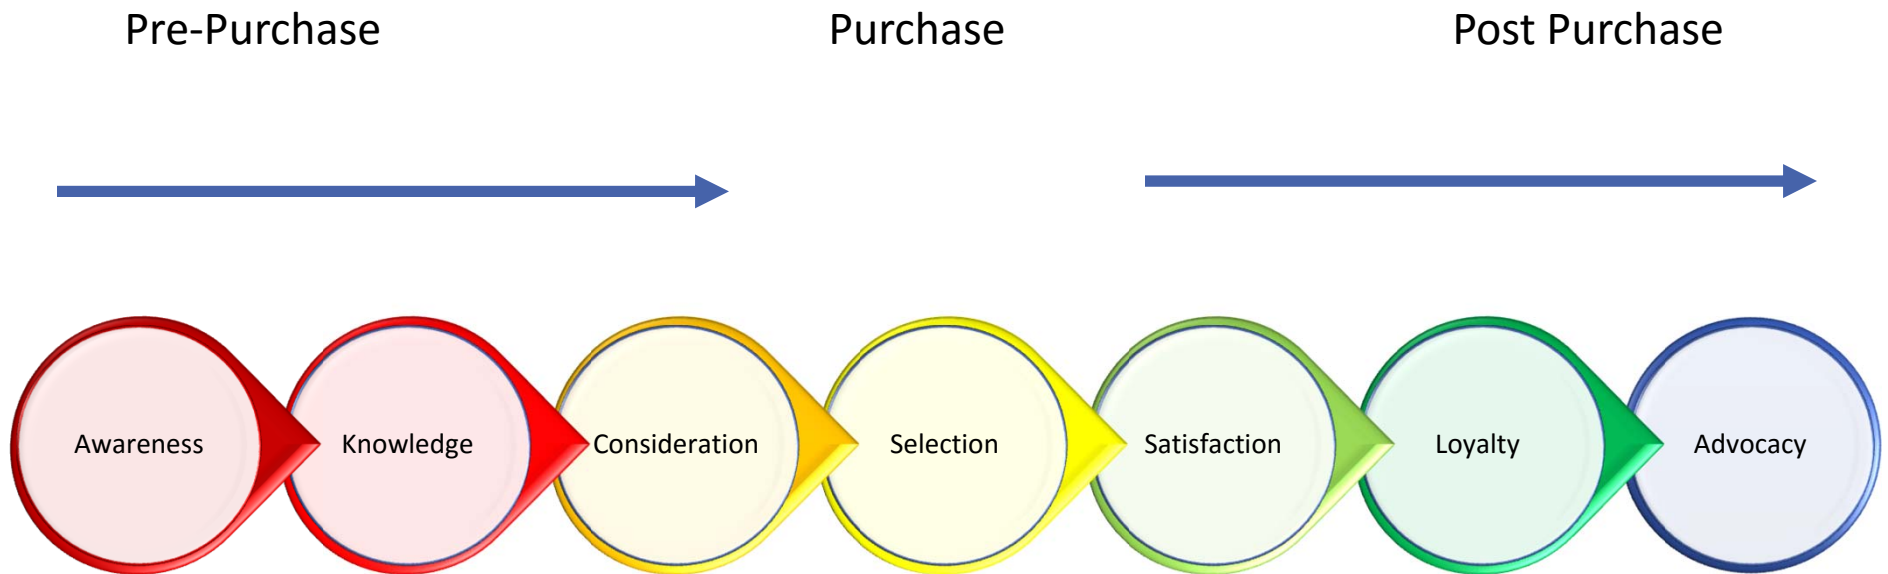 Pre-Purchase
Purchase
Post Purchase
Awareness
Knowledge
Consideration
Selection
Satisfaction
Loyalty
Advocacy